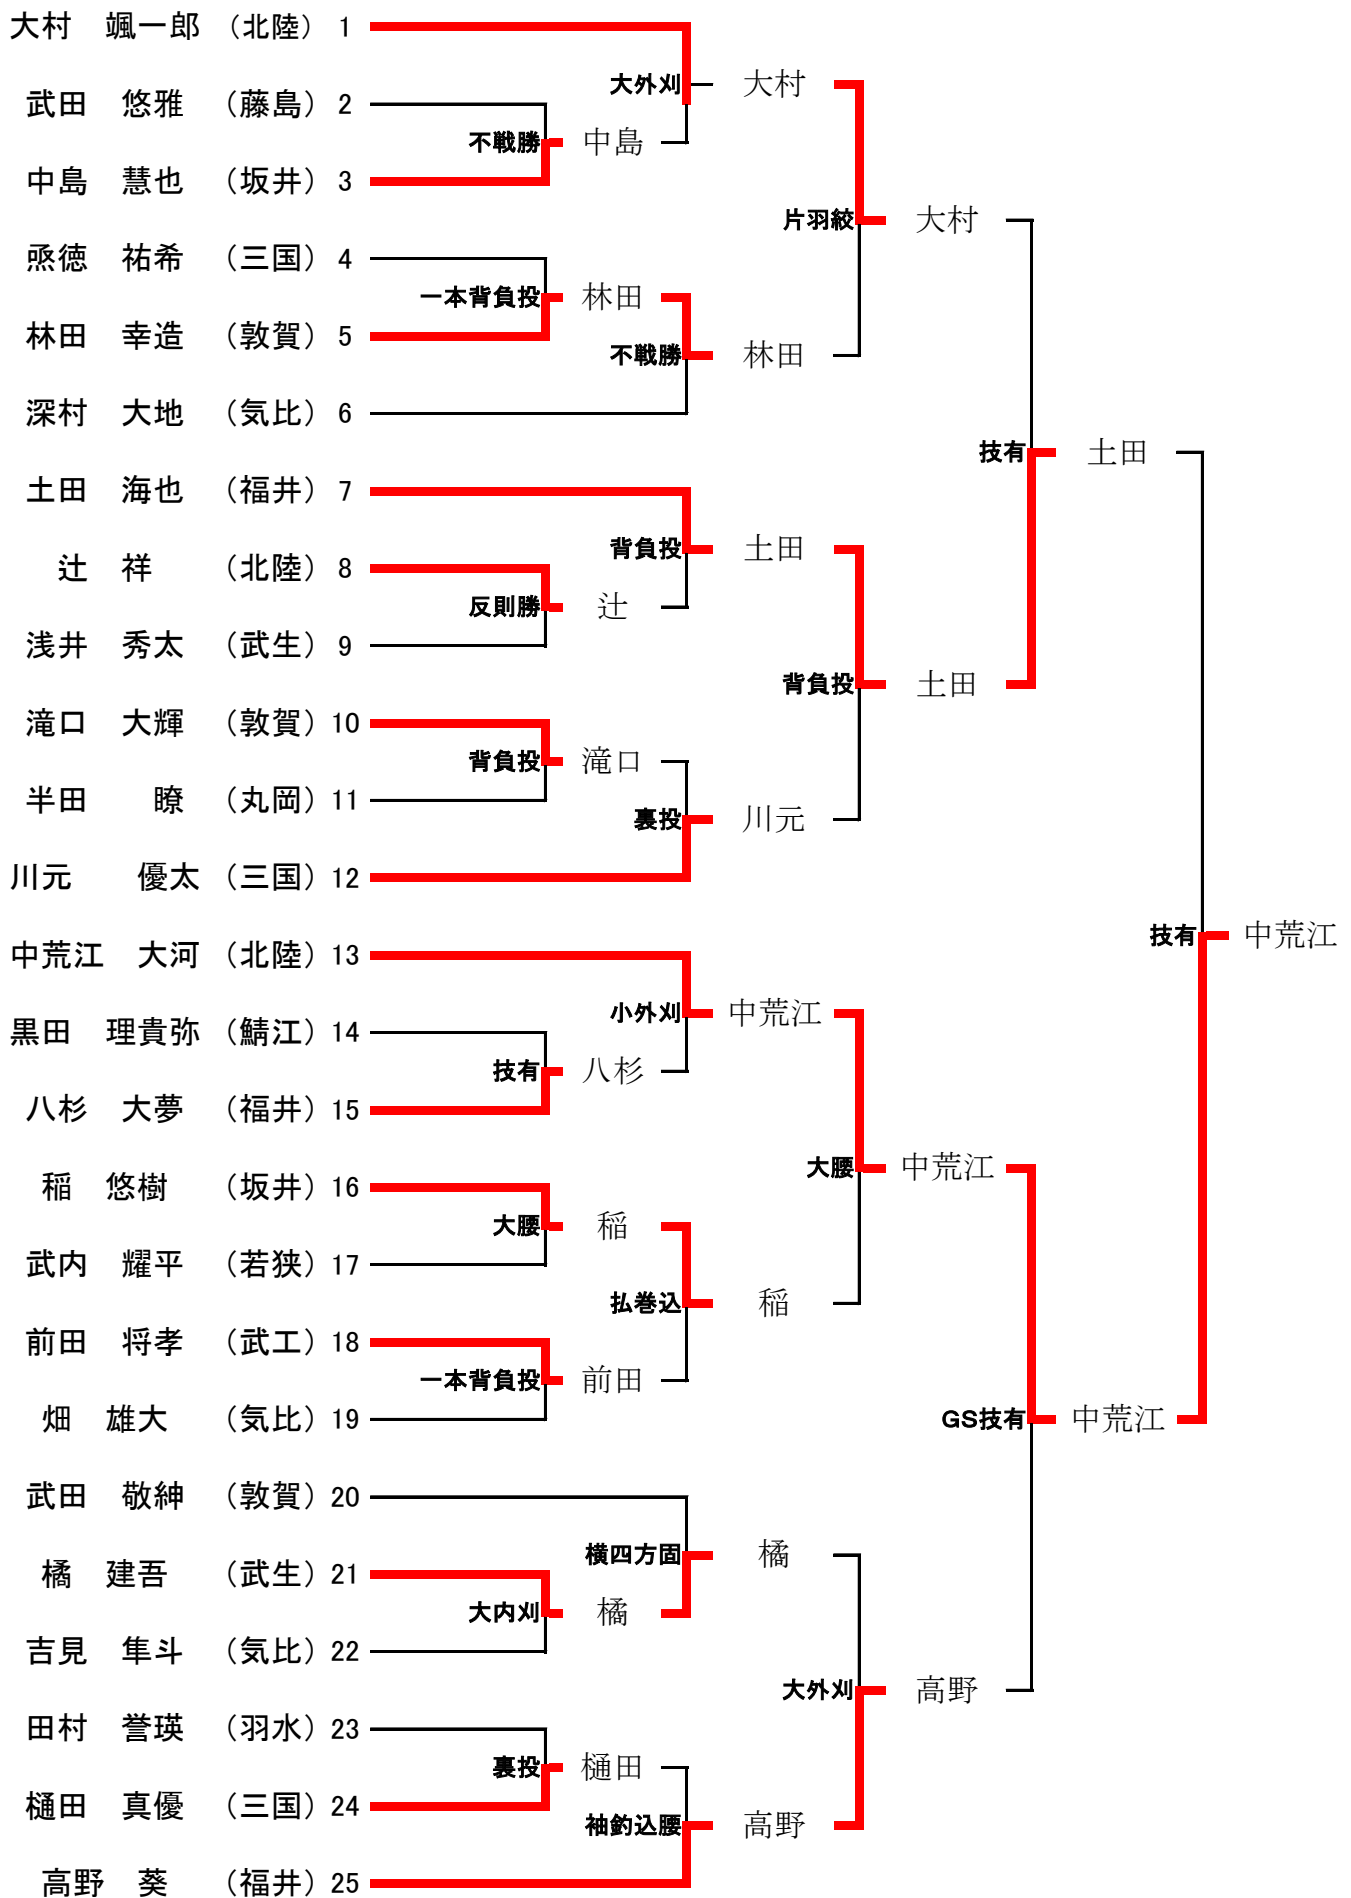 大村　颯一郎（北陸）1
大外刈　大村
武田　悠雅（藤島）2
不戦勝　中島
中島　慧也（坂井）3
片羽絞　大村
亟徳　祐希（三国）4
一本背負投　林田
林田　幸造（敦賀）5
不戦勝　林田
深村　大地（気比）6
技有　土田
土田　海也（福井）7
背負投　土田
辻　祥（北陸）8
反則勝　辻
浅井　秀太（武生）9
背負投　土田
滝口　大輝（敦賀）10
背負投　滝口
半田　瞭（丸岡）11
裏投　川元
川元　優太（三国）12
技有　中荒江
中荒江　大河（北陸）13
小外刈　中荒江
黒田　理貴弥（鯖江）14
技有　八杉
八杉　大夢（福井）15
大腰　中荒江
稲　悠樹（坂井）16
大腰　稲
武内　耀平（若狭）17
払巻込　稲
前田　将孝（武工）18
一本背負投　前田
畑　雄大（気比）19
GS技有　中荒江
武田　敬紳（敦賀）20
横四方固　橘
橘　建吾（武生）21
大内刈　橘
吉見　隼斗（気比）22
大外刈　高野
田村　誉瑛（羽水）23
裏投　樋田
樋田　真優（三国）24
袖釣込腰　高野
高野　葵（福井）25